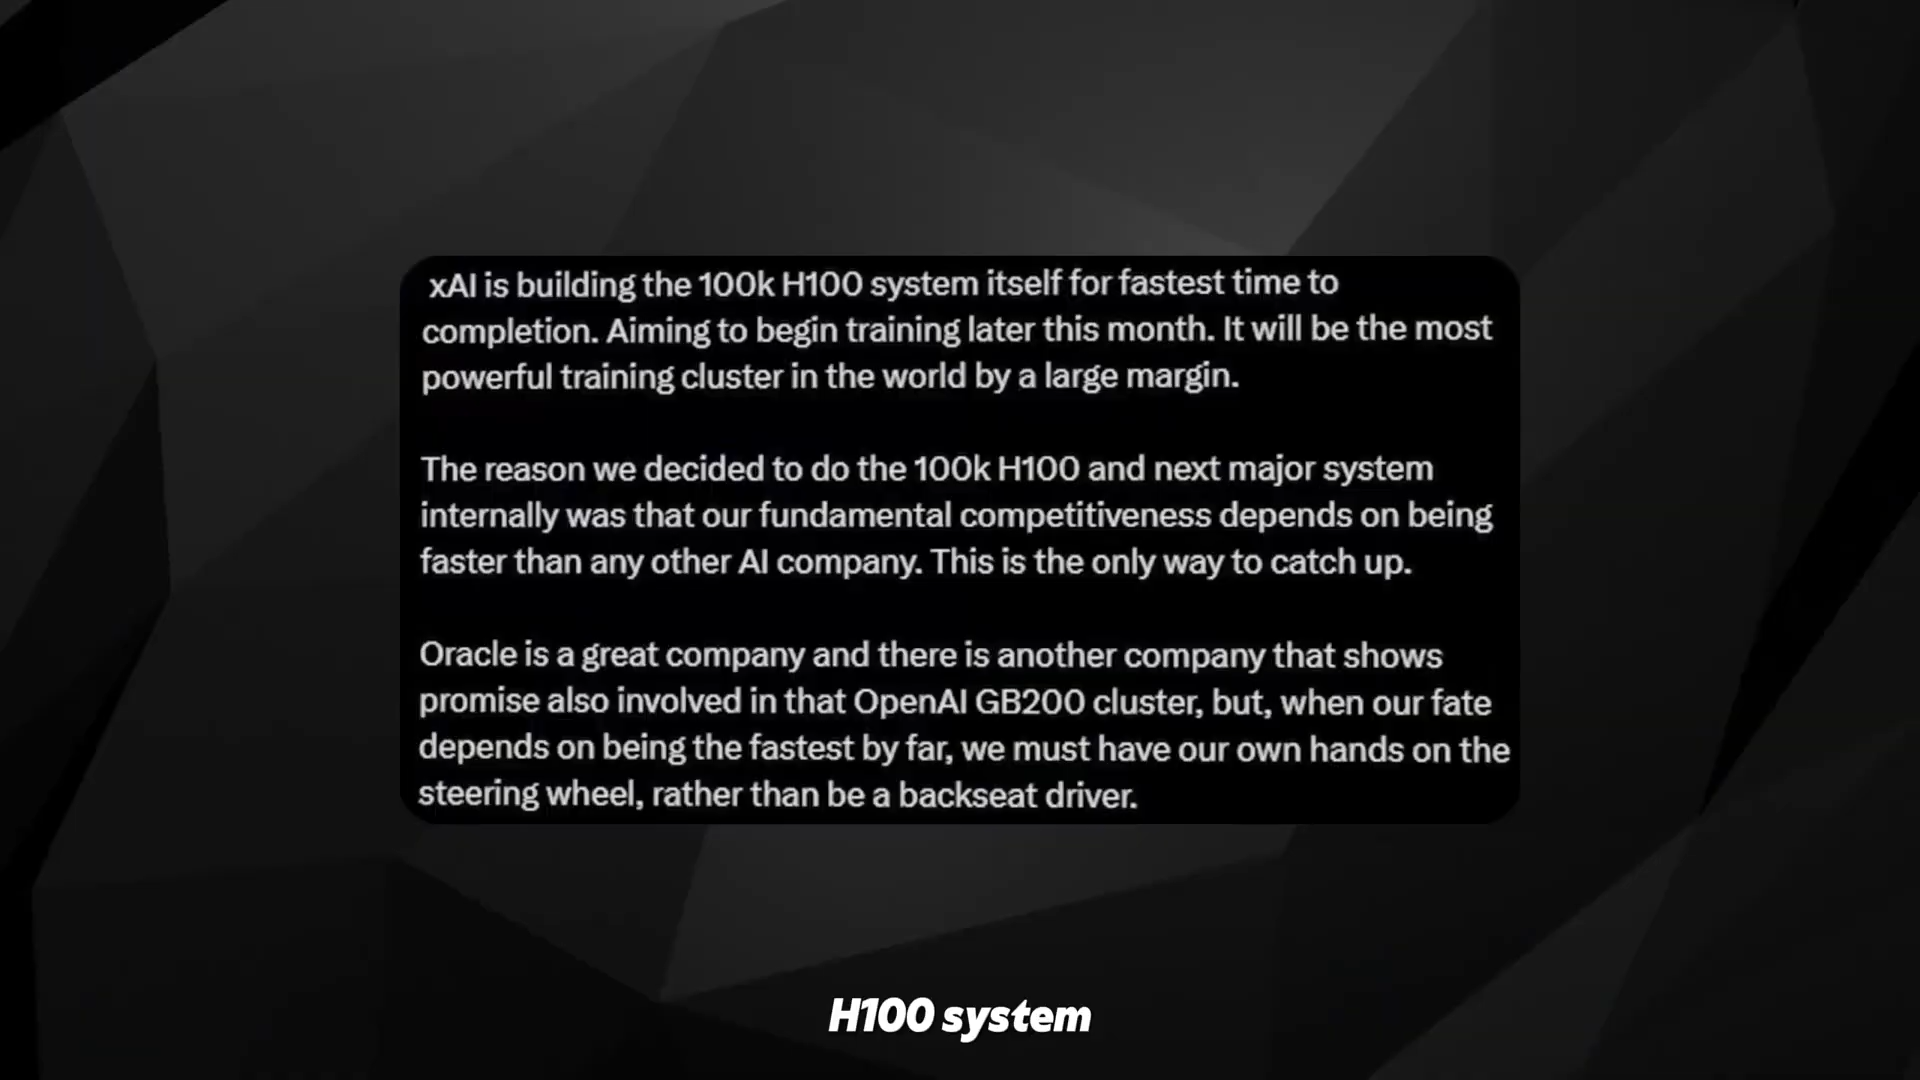 xAI is building the 100k H100 system itself for fastest time to
completion. Aiming to begin training later this month. It will be the most
powerful training cluster in the world by a large margin.
The reason we decided to do the 100k H100 and next major system
internally was that our fundamental competitiveness depends on being
faster than any other AI company. This is the only way to catch up.
Oracle is a great company and there is another company that shows
promise also involved in that OpenAI GB200 cluster, but, when our fate
depends on being the fastest by far, we must have our own hands on the
steering wheel, rather than be a backseat driver.
H100 system